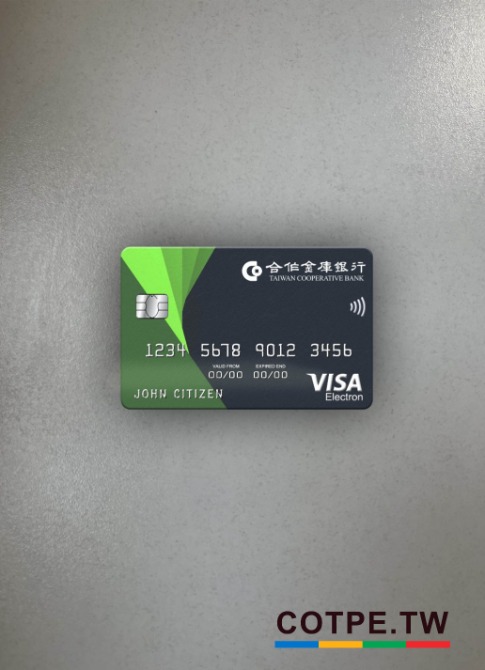 合作金庫銀行
TAIWAN COOPERATIVE BANK
1234 5678 9012 3456
VALID FROM EXPIRES END
00/00 00/00
VISA
Electron
JOHN CITIZEN
COTPE.TW